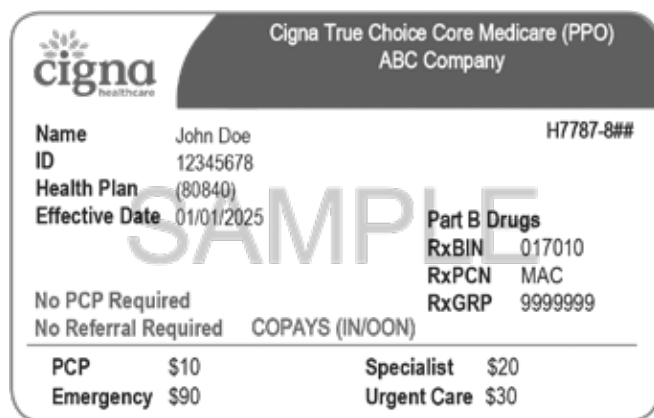 Cigna True Choice Core Medicare (PPO)
ABC Company
cigna
healthcare
H7787-8##
Name John Doe
ID 12345678
Health Plan (80840)
Effective Date 01/01/2025
SAMPLE
Part B Drugs
RxBIN 017010
RxPCN MAC
RxGRP 9999999
No PCP Required
No Referral Required COPAYS (IN/OON)
PCP $10 Specialist $20
Emergency $90 Urgent Care $30